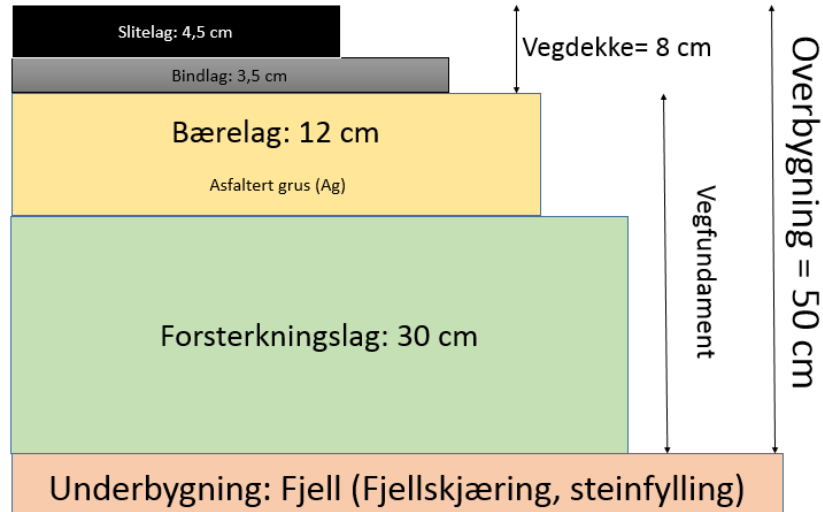 Slitelag: 4,5 cm
Vegdekke= 8 cm
Bindlag: 3,5 cm
Bærelag: 12 cm
Asfaltert grus (Ag)
Vegfundament
Overbygning = 50 cm
Forsterkningslag: 30 cm
Underbygning: Fjell (Fjellskjæring, steinfylling)